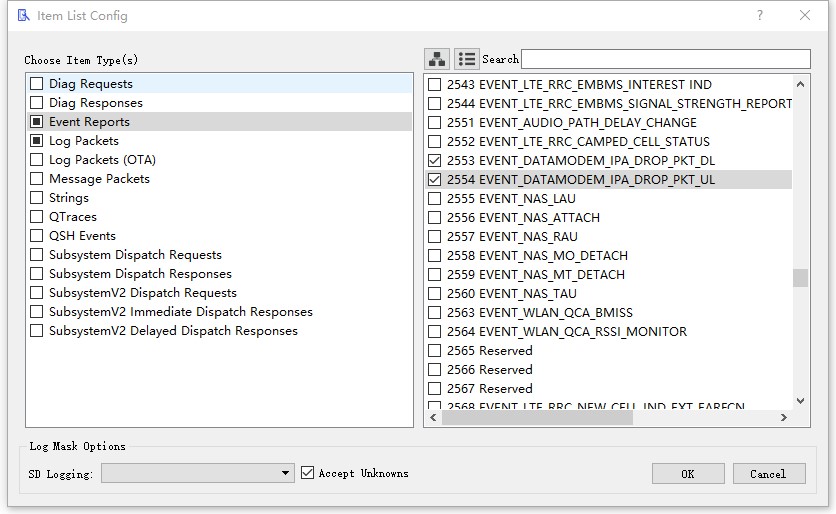 Item List Config
Choose Item Type(s)
Diag Requests
Diag Responses
Event Reports
Log Packets
Log Packets (OTA)
Message Packets
Strings
QTraces
QSH Events
Subsystem Dispatch Requests
Subsystem Dispatch Responses
SubsystemV2 Dispatch Requests
SubsystemV2 Immediate Dispatch Responses
SubsystemV2 Delayed Dispatch Responses
Search
2543 EVENT_LTE_RRC_EMBMS_INTEREST IND
2544 EVENT_LTE_RRC_EMBMS_SIGNAL_STRENGTH_REPORT
2551 EVENT_AUDIO_PATH_DELAY_CHANGE
2552 EVENT_LTE_RRC_CAMPED_CELL_STATUS
2553 EVENT_DATAMODEM_IPA_DROP_PKT_DL
2554 EVENT_DATAMODEM_IPA_DROP_PKT_UL
2555 EVENT_NAS_LAU
2556 EVENT_NAS_ATTACH
2557 EVENT_NAS_RAU
2558 EVENT_NAS_MO_DETACH
2559 EVENT_NAS_MT_DETACH
2560 EVENT_NAS_TAU
2563 EVENT_WLAN_QCA_BMISS
2564 EVENT_WLAN_QCA_RSSI_MONITOR
2565 Reserved
2566 Reserved
2567 Reserved
2568 EVENT_LTE_RRC_NEW_CELL_IND_EXT_EARFCN
Log Mask Options
SD Logging:
Accept Unknowns
OK
Cancel